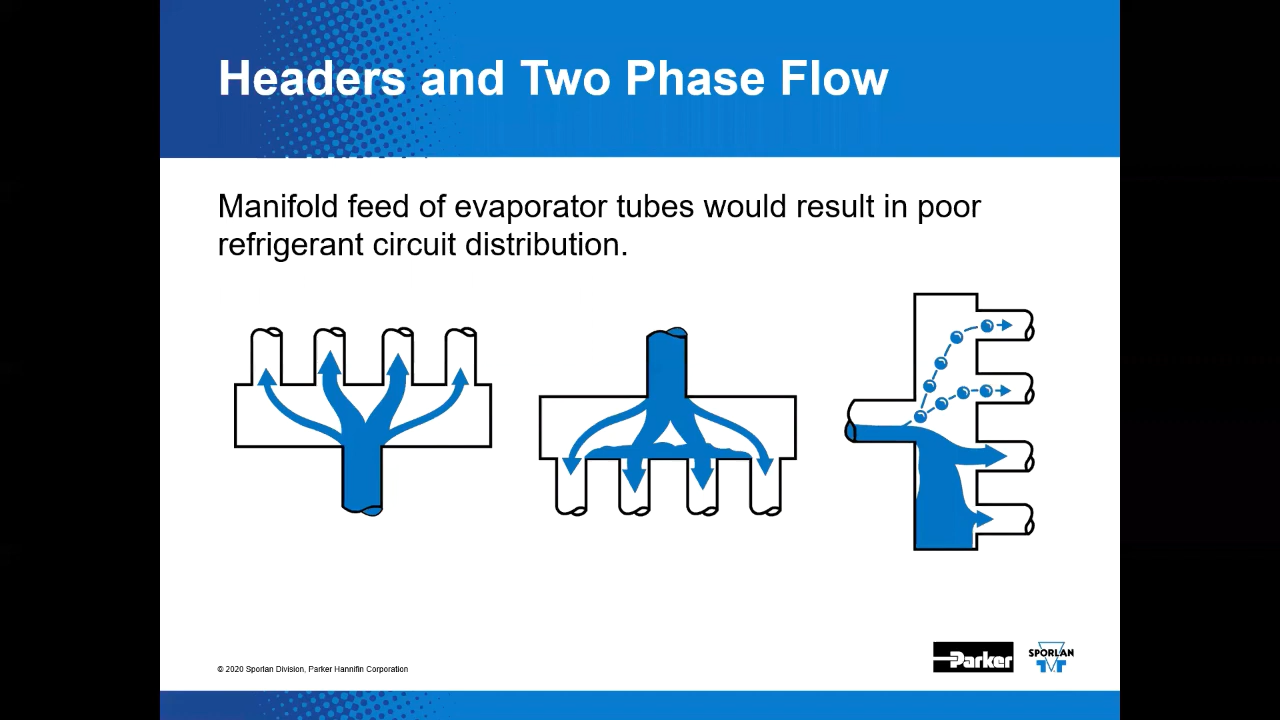 Headers and Two Phase Flow
Manifold feed of evaporator tubes would result in poor
refrigerant circuit distribution.
© 2020 Sporlan Division, Parker Hannifin Corporation
Parker
SPORLAN